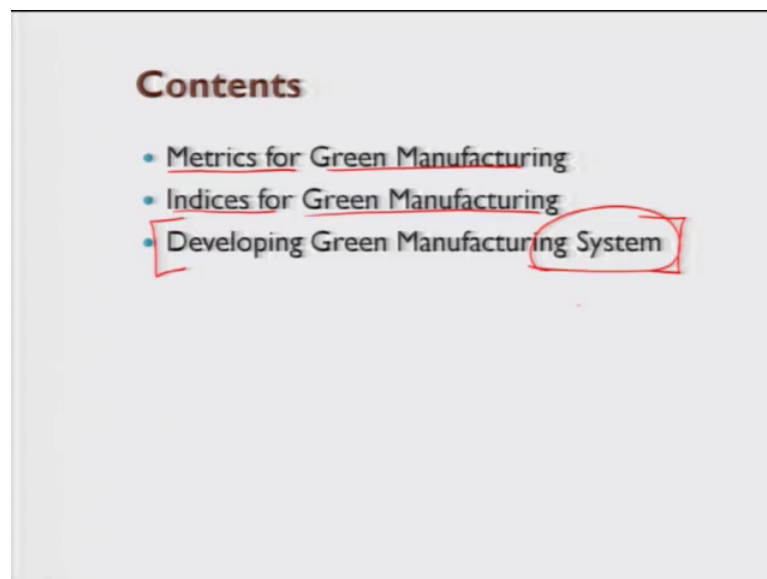 Contents
• Metrics for Green Manufacturing
• Indices for Green Manufacturing
• Developing Green Manufacturing System